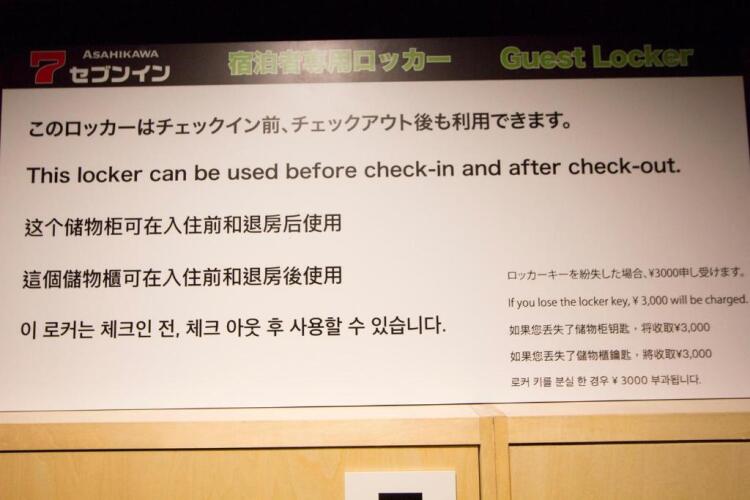 7 ASAHIKAWA
セブンイン
宿泊者専用ロッカー Guest Locker
このロッカーはチェックイン前、チェックアウト後も利用できます。
This locker can be used before check-in and after check-out.
这个储物柜可在入住前和退房后使用
這個儲物櫃可在入住前和退房後使用
이 로커는 체크인 전, 체크 아웃 후 사용할 수 있습니다.
ロッカーキーを紛失した場合、¥3000申し受けます。
If you lose the locker key, ¥ 3,000 will be charged.
如果您丢失了储物柜钥匙，将收取¥3,000
如果您丟失了儲物櫃鑰匙，將收取¥3,000
로커 키를 분실 한 경우 ¥ 3000 부과됩니다.